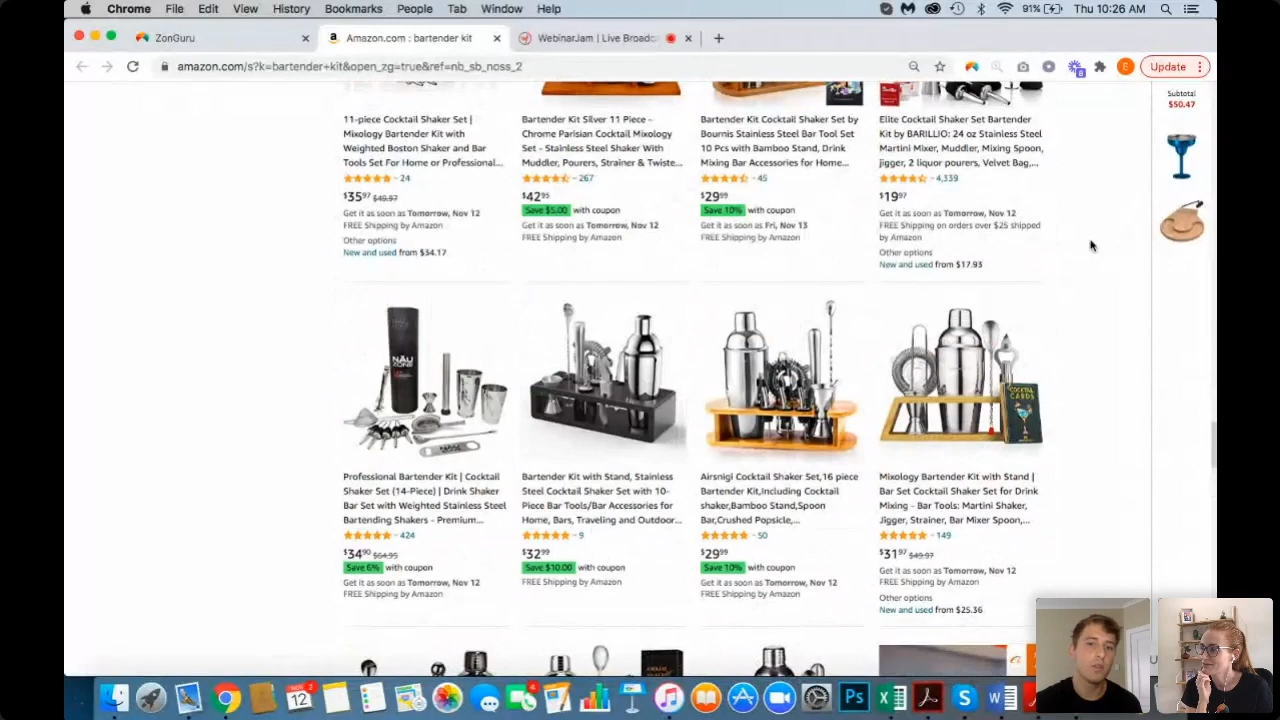 Chrome File Edit View History Bookmarks People Tab Window Help 91% Thu 10:26 AM
ZonGuru
Amazon.com : bartender kit
WebinarJam | Live Broadc
amazon.com/s?k=bartender+kit&open_zg=true&ref=nb_sb_noss_2
Update
Subtotal
$50.47
11-piece Cocktail Shaker Set |
Mixology Bartender Kit with
Weighted Boston Shaker and Bar
Tools Set For Home or Professional...
24
$35.97 $49.97
Get it as soon as Tomorrow, Nov 12
FREE Shipping by Amazon
Other options
New and used from $34.17
Bartender Kit Silver 11 Piece -
Chrome Parisian Cocktail Mixology
Set - Stainless Steel Shaker With
Muddler, Pourers, Strainer & Twiste...
267
$42.95
Save $5.00 with coupon
Get it as soon as Tomorrow, Nov 12
FREE Shipping by Amazon
Bartender Kit Cocktail Shaker Set by
Bournis Stainless Steel Bar Tool Set
10 Pcs with Bamboo Stand, Drink
Mixing Bar Accessories for Home...
45
$29.99
Save 10% with coupon
Get it as soon as Fri, Nov 13
FREE Shipping by Amazon
Elite Cocktail Shaker Set Bartender
Kit by BARILLIO: 24 oz Stainless Steel
Martini Mixer, Muddler, Mixing Spoon,
jigger, 2 liquor pourers, Velvet Bag,...
4,339
$19.97
Get it as soon as Tomorrow, Nov 12
FREE Shipping on orders over $25 shipped
by Amazon
Other options
New and used from $17.93
NÄU
ZONE
COCKTAIL
CARDS
Professional Bartender Kit | Cocktail
Shaker Set (14-Piece) | Drink Shaker
Bar Set with Weighted Stainless Steel
Bartending Shakers - Premium...
424
$34.90 $64.95
Save 6% with coupon
Get it as soon as Tomorrow, Nov 12
FREE Shipping by Amazon
Bartender Kit with Stand, Stainless
Steel Cocktail Shaker Set with 10-
Piece Bar Tools/Bar Accessories for
Home, Bars, Traveling and Outdoor...
9
$32.99
Save $10.00 with coupon
FREE Shipping by Amazon
Airsnigi Cocktail Shaker Set,16 piece
Bartender Kit,Including Cocktail
shaker,Bamboo Stand,Spoon
Bar,Crushed Popsicle,...
50
$29.99
Save 10% with coupon
Get it as soon as Tomorrow, Nov 12
FREE Shipping by Amazon
Mixology Bartender Kit with Stand |
Bar Set Cocktail Shaker Set for Drink
Mixing - Bar Tools: Martini Shaker,
Jigger, Strainer, Bar Mixer Spoon,...
149
$31.97 $49.97
Get it as soon as Tomorrow, Nov 12
FREE Shipping by Amazon
Other options
New and used from $25.36
NOV
12
2
4
Ps